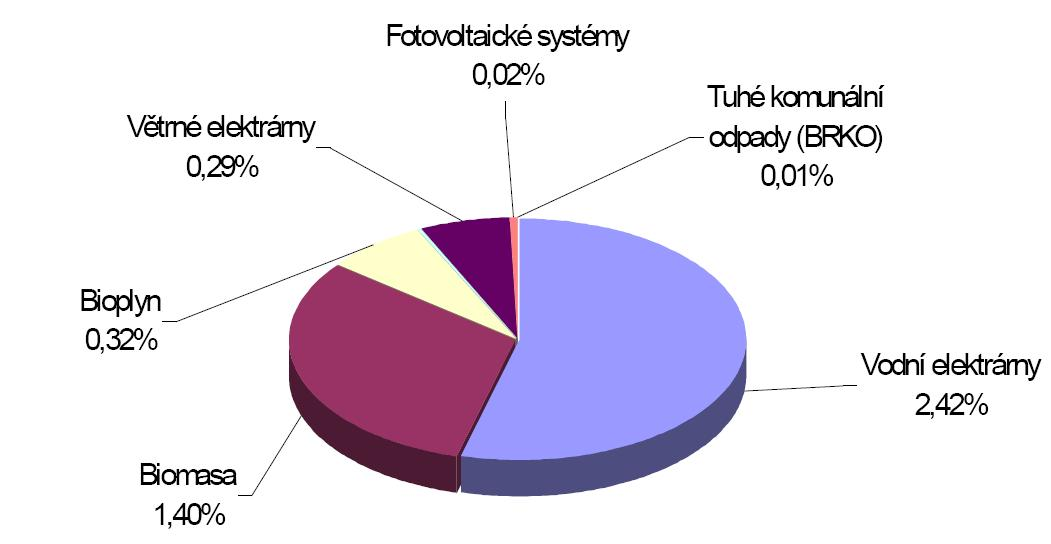 Fotovoltaické systémy
0,02%
Tuhé komunální
odpady (BRKO)
0,01%
Větrné elektrárny
0,29%
Bioplyn
0,32%
Vodní elektrárny
2,42%
Biomasa
1,40%